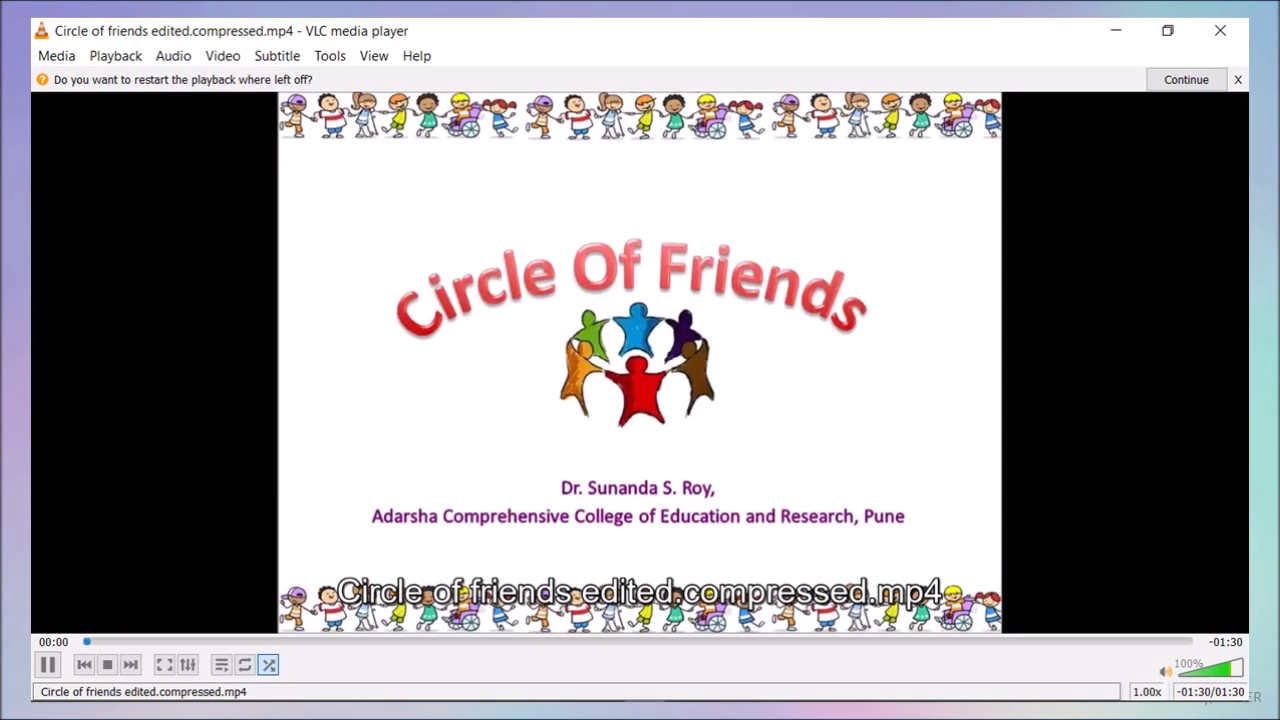 Circle of friends edited.compressed.mp4 - VLC media player
Media Playback Audio Video Subtitle Tools View Help
Do you want to restart the playback where left off? Continue X
Circle Of Friends
Dr. Sunanda S. Roy,
Adarsha Comprehensive College of Education and Research, Pune
Circle of friends edited.compressed.mp4
00:00 -01:30
100%
Circle of friends edited.compressed.mp4 1.00x -01:30/01:30